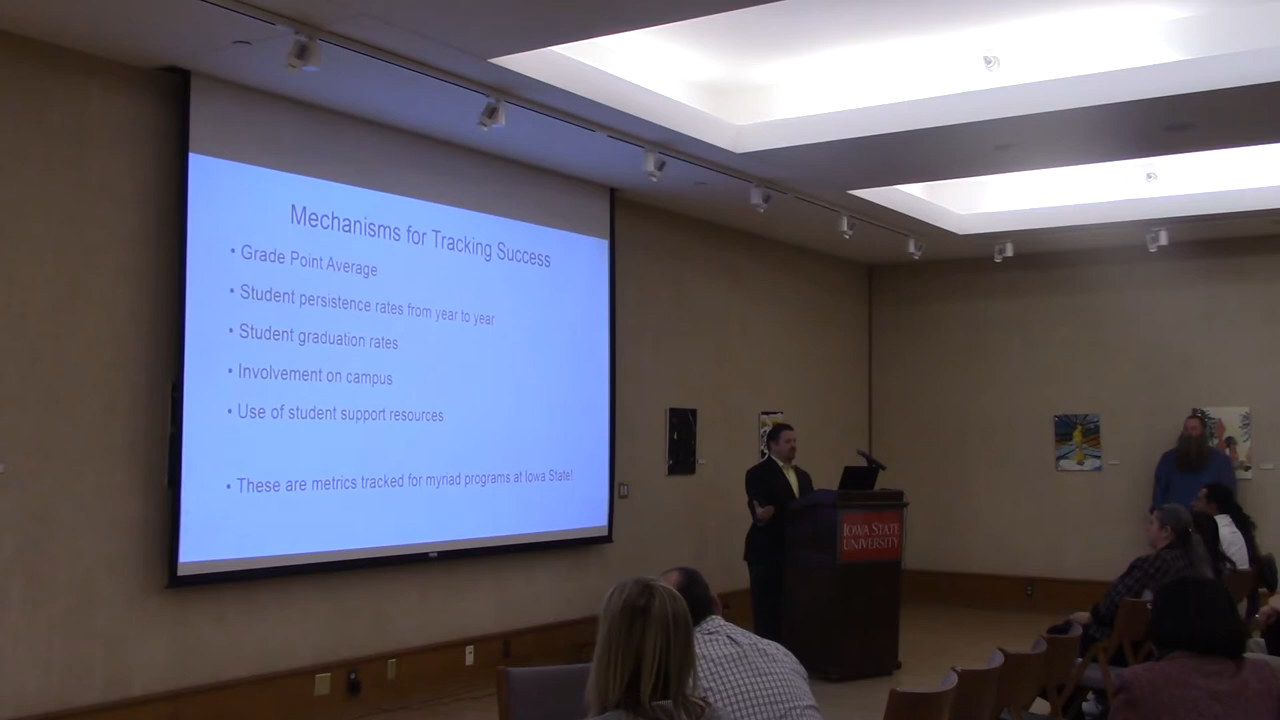 Mechanisms for Tracking Success
• Grade Point Average
• Student persistence rates from year to year
• Student graduation rates
• Involvement on campus
• Use of student support resources
• These are metrics tracked for myriad programs at Iowa State!
IOWA STATE
UNIVERSITY